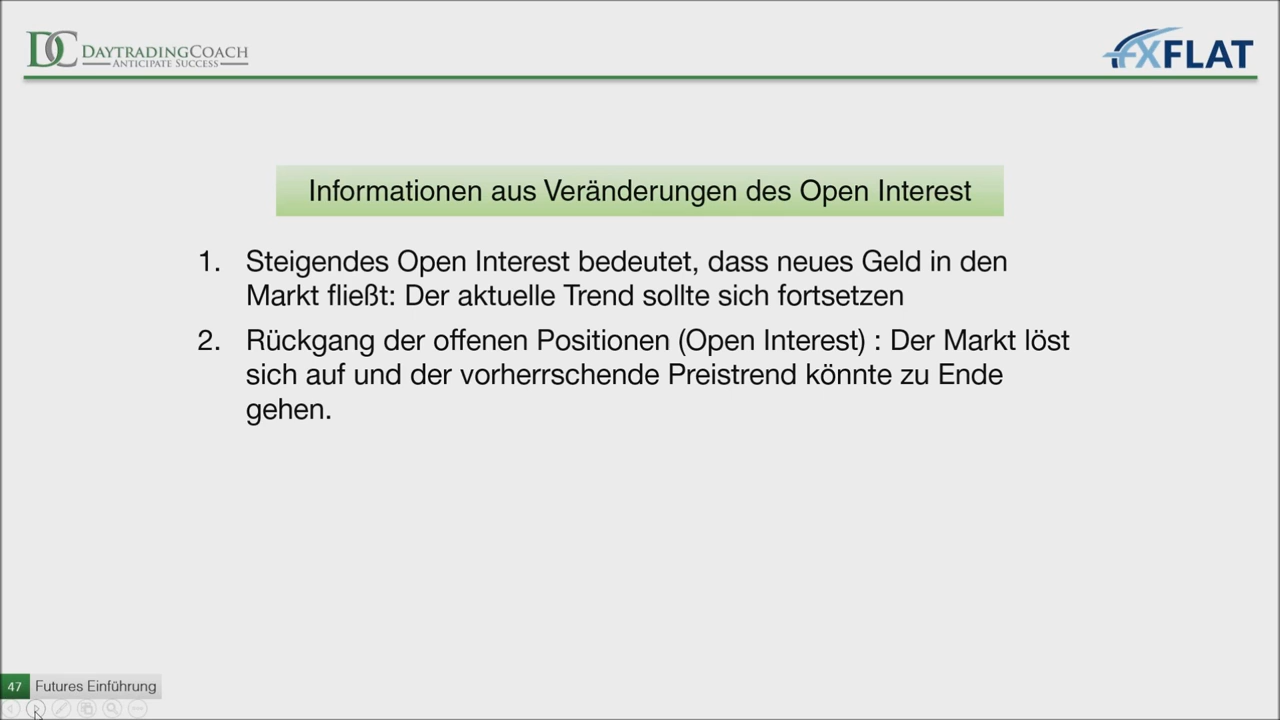 DC DAYTRADINGCOACH
ANTICIPATE SUCCESS
FXFLAT
Informationen aus Veränderungen des Open Interest
1. Steigendes Open Interest bedeutet, dass neues Geld in den
Markt fließt: Der aktuelle Trend sollte sich fortsetzen
2. Rückgang der offenen Positionen (Open Interest) : Der Markt löst
sich auf und der vorherrschende Preistrend könnte zu Ende
gehen.
47 Futures Einführung